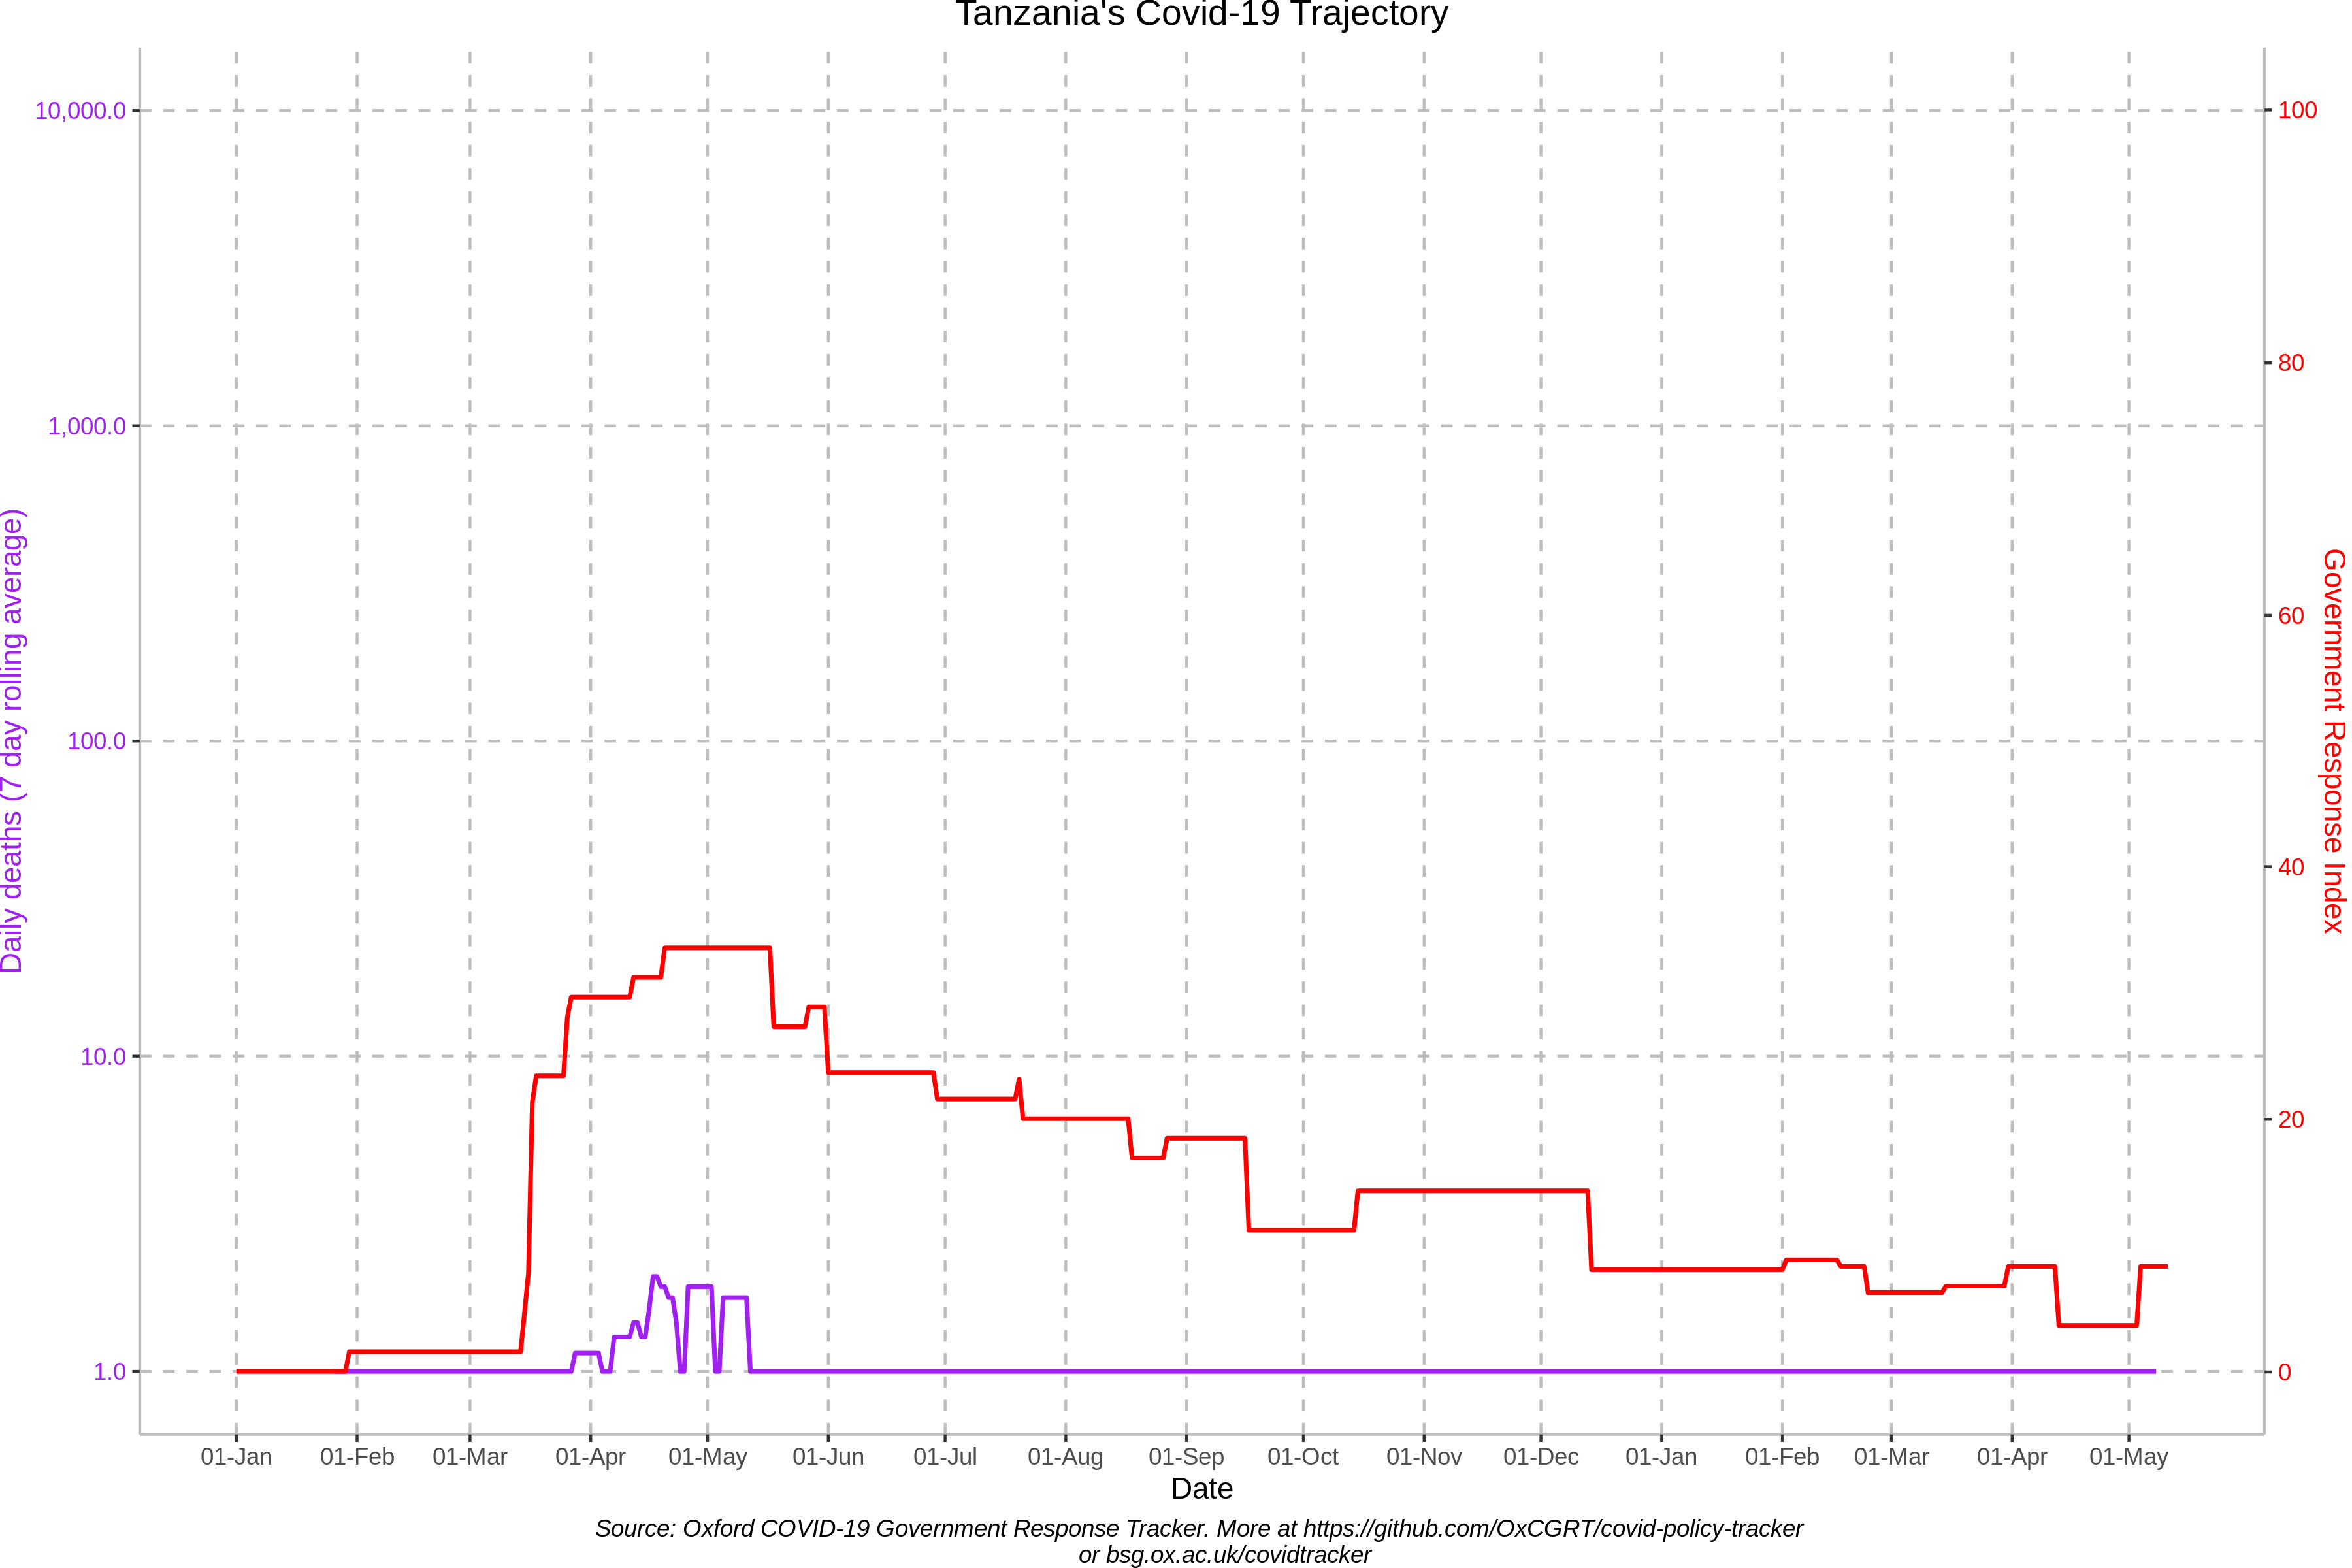 Tanzania's Covid-19 Trajectory
10,000.0
1,000.0
100.0
10.0
1.0
Daily deaths (7 day rolling average)
100
80
60
40
20
0
Government Response Index
01-Jan 01-Feb 01-Mar 01-Apr 01-May 01-Jun 01-Jul 01-Aug 01-Sep 01-Oct 01-Nov 01-Dec 01-Jan 01-Feb 01-Mar 01-Apr 01-May
Date
Source: Oxford COVID-19 Government Response Tracker. More at https://github.com/OxCGRT/covid-policy-tracker
or bsg.ox.ac.uk/covidtracker